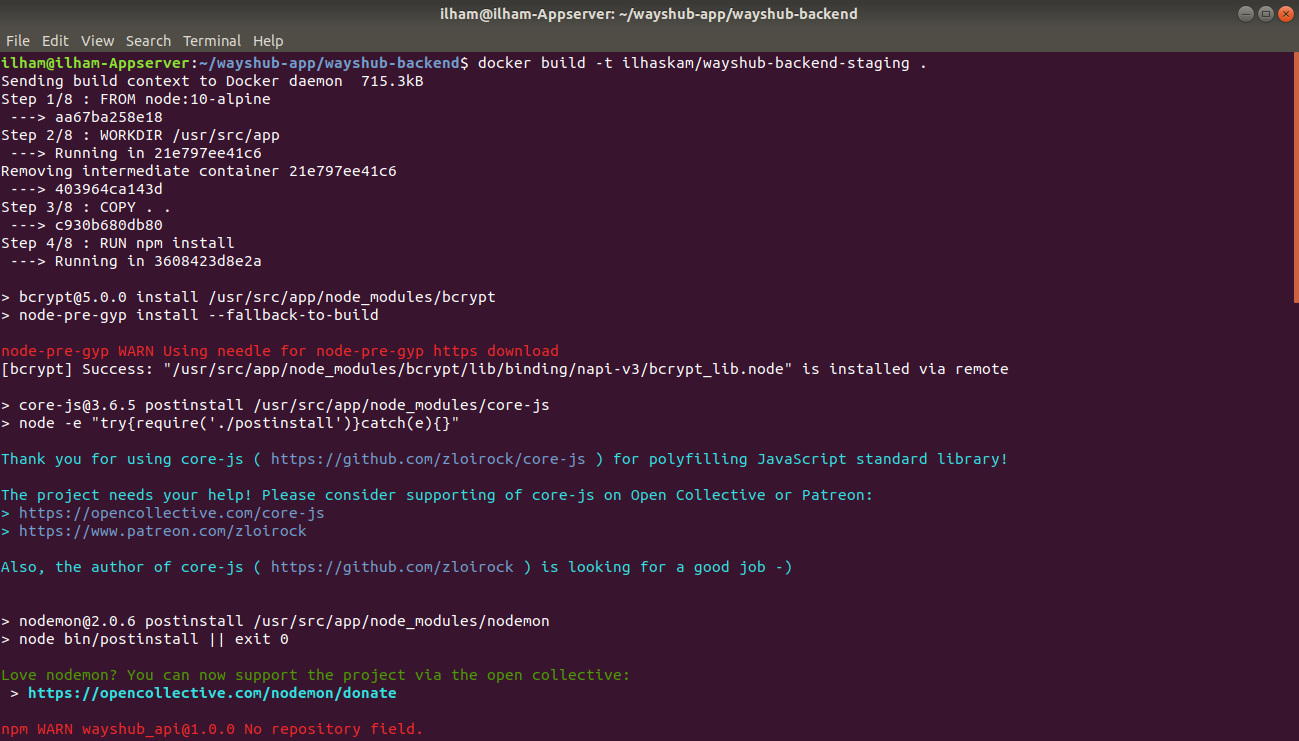 ilham@ilham-Appserver: ~/wayshub-app/wayshub-backend
File Edit View Search Terminal Help
ilham@ilham-Appserver:~/wayshub-app/wayshub-backend$ docker build -t ilhaskam/wayshub-backend-staging .
Sending build context to Docker daemon  715.3kB
Step 1/8 : FROM node:10-alpine
 ---> aa67ba258e18
Step 2/8 : WORKDIR /usr/src/app
 ---> Running in 21e797ee41c6
Removing intermediate container 21e797ee41c6
 ---> 403964ca143d
Step 3/8 : COPY . .
 ---> c930b680db80
Step 4/8 : RUN npm install
 ---> Running in 3608423d8e2a
> bcrypt@5.0.0 install /usr/src/app/node_modules/bcrypt
> node-pre-gyp install --fallback-to-build
node-pre-gyp WARN Using needle for node-pre-gyp https download
[bcrypt] Success: "/usr/src/app/node_modules/bcrypt/lib/binding/napi-v3/bcrypt_lib.node" is installed via remote
> core-js@3.6.5 postinstall /usr/src/app/node_modules/core-js
> node -e "try{require('./postinstall')}catch(e){}"
Thank you for using core-js ( https://github.com/zloirock/core-js ) for polyfilling JavaScript standard library!
The project needs your help! Please consider supporting of core-js on Open Collective or Patreon:
> https://opencollective.com/core-js
> https://www.patreon.com/zloirock
Also, the author of core-js ( https://github.com/zloirock ) is looking for a good job -)
> nodemon@2.0.6 postinstall /usr/src/app/node_modules/nodemon
> node bin/postinstall || exit 0
Love nodemon? You can now support the project via the open collective:
 > https://opencollective.com/nodemon/donate
npm WARN wayshub_api@1.0.0 No repository field.